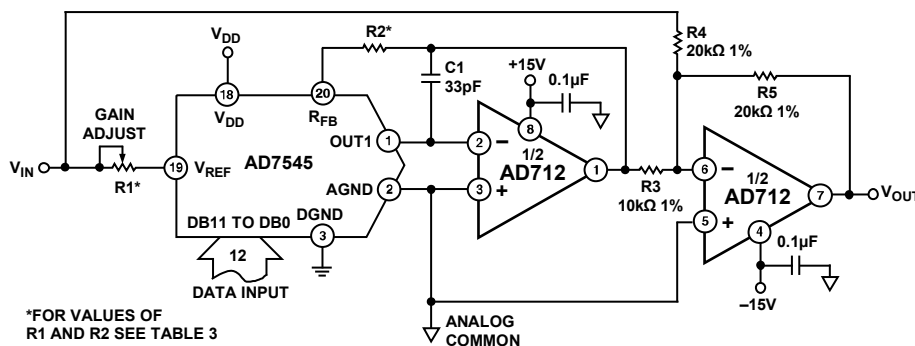 R4
20kΩ 1%
R2*
VDD
C1
33pF
+15V
0.1µF
R5
20kΩ 1%
18
20
VDD
RFB
8
GAIN
ADJUST
OUT1
1
2
−
1/2
AD712
1
R3
10kΩ 1%
6
−
1/2
AD712
7
VOUT
VIN
R1*
19
VREF
AD7545
AGND
2
3
+
5
+
DB11 TO DB0
DGND
3
4
0.1µF
12
DATA INPUT
−15V
*FOR VALUES OF
R1 AND R2 SEE TABLE 3
ANALOG
COMMON